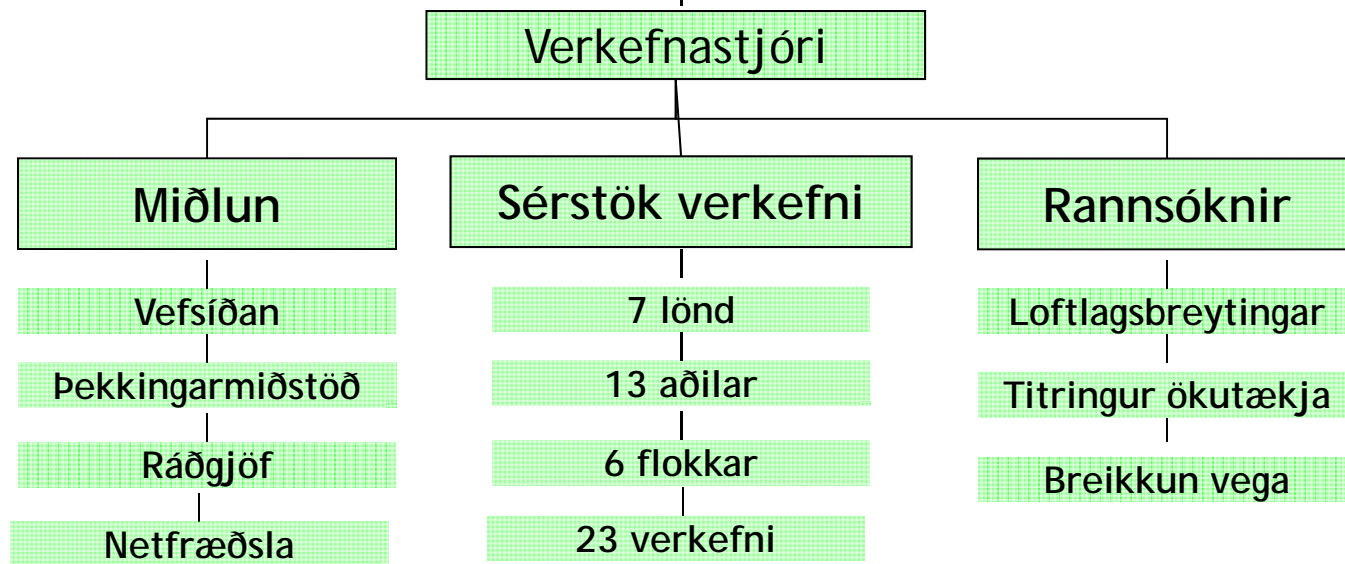 Verkefnastjóri
Miðlun
Vefsíðan
Þekkingarmiðstöð
Ráðgjöf
Netfræðsla
Sérstök verkefni
7 lönd
13 aðilar
6 flokkar
23 verkefni
Rannsóknir
Loftlagsbreytingar
Titringur ökutækja
Breikkun vega